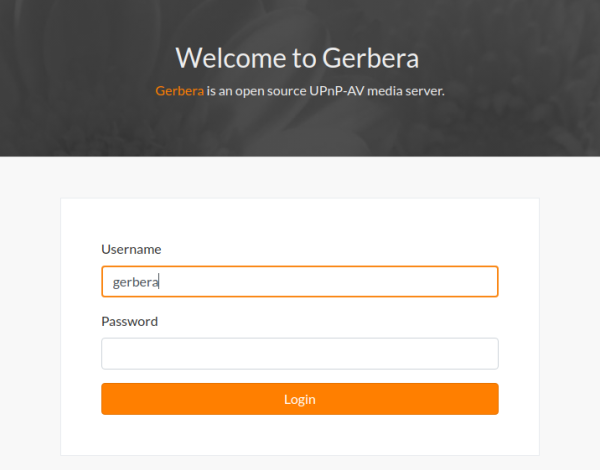 Welcome to Gerbera
Gerbera is an open source UPnP-AV media server.
Username
gerbera
Password
Login